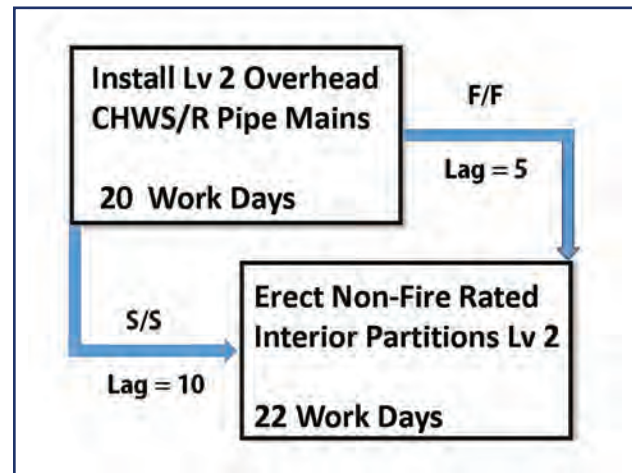 Install Lv 2 Overhead
CHWS/R Pipe Mains
20 Work Days
F/F
Lag = 5
S/S
Lag = 10
Erect Non-Fire Rated
Interior Partitions Lv 2
22 Work Days